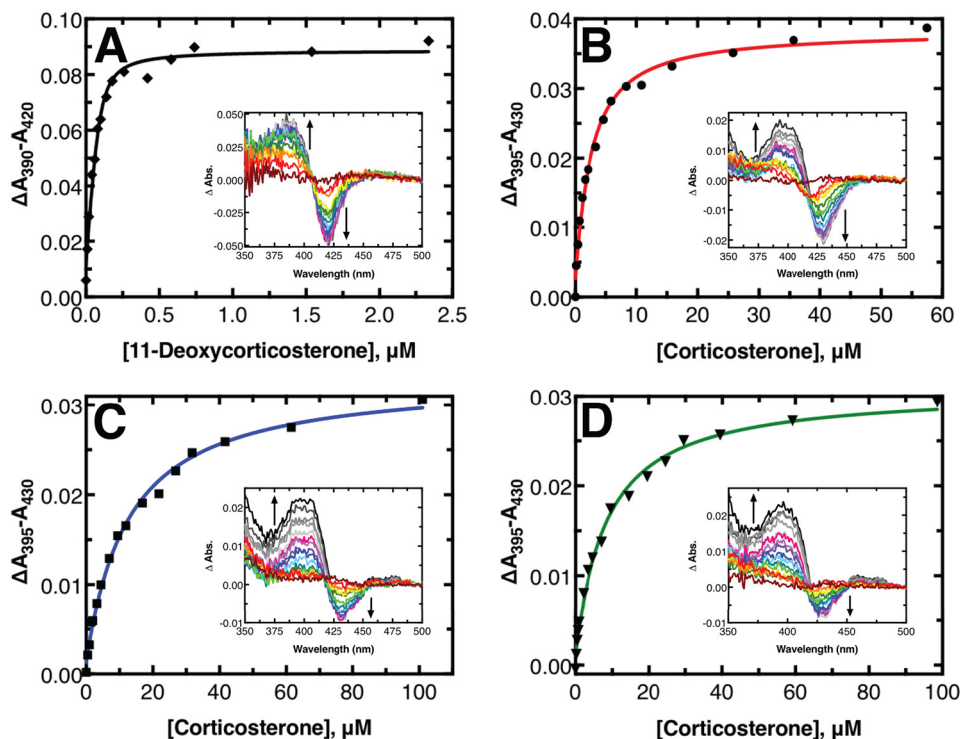 A
ΔA390-A420
0.10
0.08
0.06
0.04
0.02
0.00
0.0 0.5 1.0 1.5 2.0 2.5
[11-Deoxycorticosterone], µM
Δ Abs.
0.050
0.025
0.000
-0.025
-0.050
350 375 400 425 450 475 500
Wavelength (nm)
B
ΔA395-A430
0.04
0.03
0.02
0.01
0.00
0 10 20 30 40 50 60
[Corticosterone], µM
Δ Abs.
0.02
0.01
0.00
-0.01
-0.02
350 375 400 425 450 475 500
Wavelength (nm)
C
ΔA395-A430
0.03
0.02
0.01
0.00
0 20 40 60 80 100
[Corticosterone], µM
Δ Abs.
0.02
0.01
0.00
-0.01
350 375 400 425 450 475 500
Wavelength (nm)
D
ΔA395-A430
0.03
0.02
0.01
0.00
0 20 40 60 80 100
[Corticosterone], µM
Δ Abs.
0.02
0.01
0.00
-0.01
350 400 450 500
Wavelength (nm)